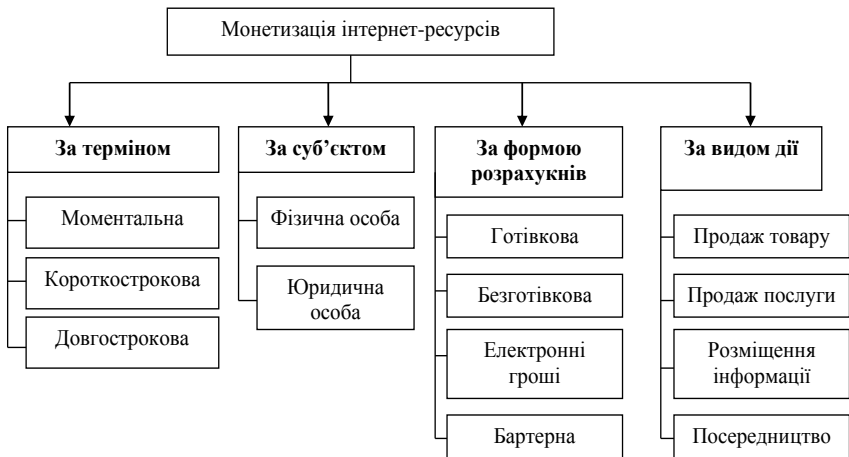 Монетизація інтернет-ресурсів
За терміном
Моментальна
Короткострокова
Довгострокова
За суб’єктом
Фізична особа
Юридична
особа
За формою
розрахукнів
Готівкова
Безготівкова
Електронні
гроші
Бартерна
За видом дії
Продаж товару
Продаж послуги
Розміщення
інформації
Посередництво